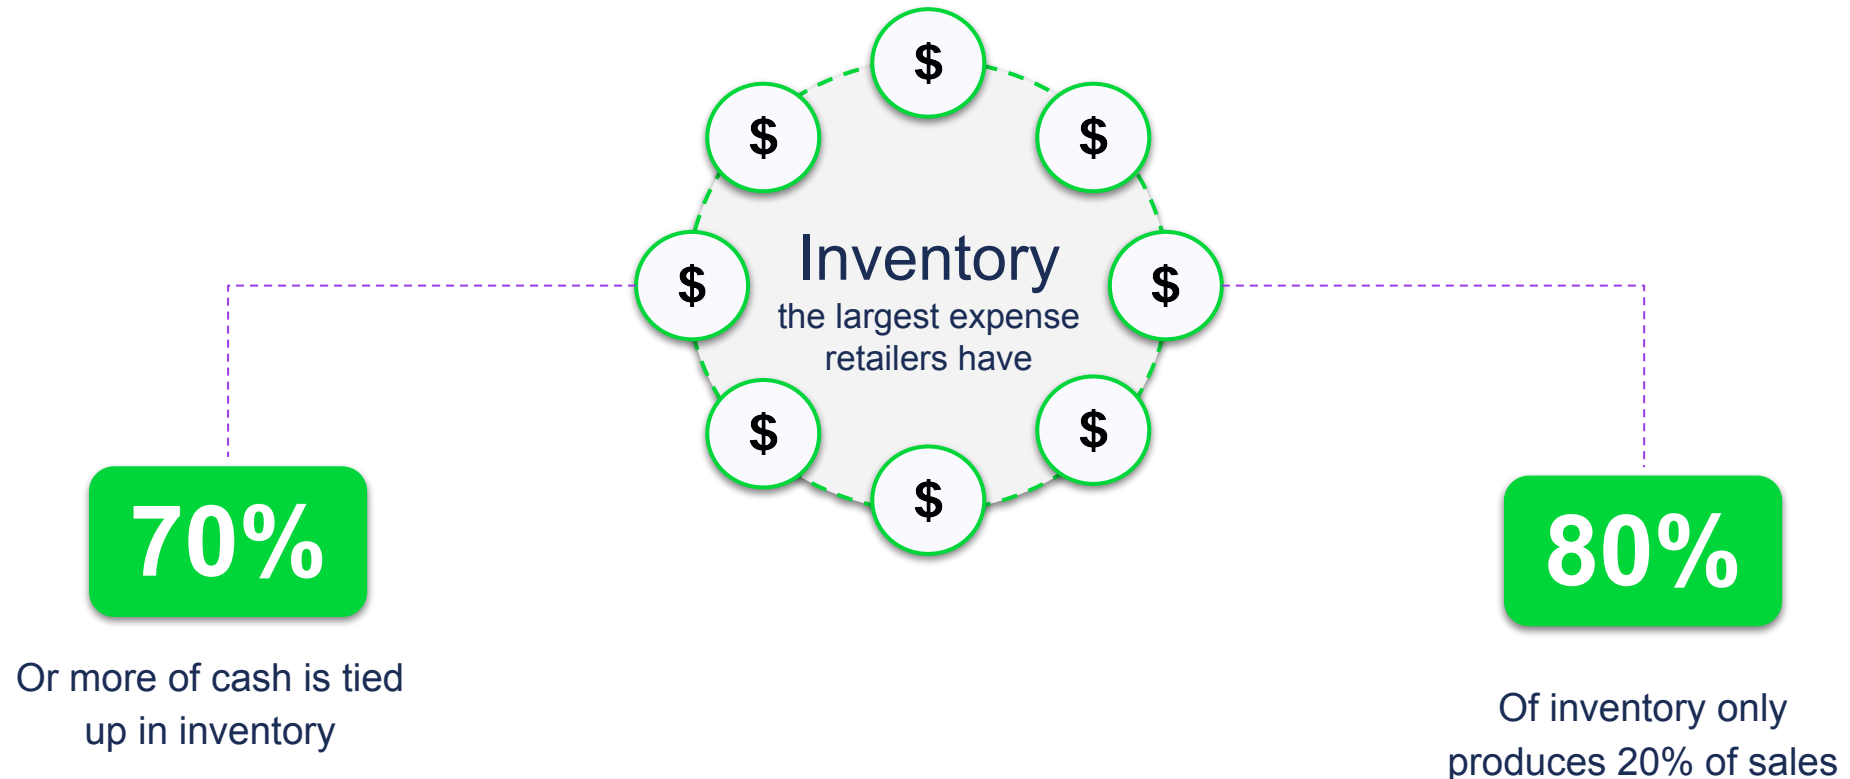 $
$
$
$
$
$
$
$
Inventory
the largest expense
retailers have
70%
Or more of cash is tied
up in inventory
80%
Of inventory only
produces 20% of sales